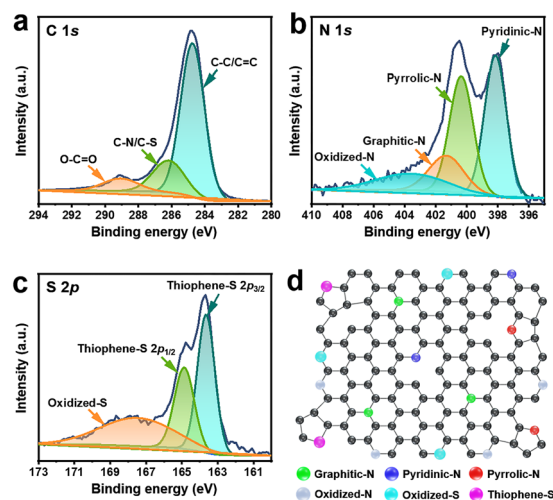 a
C 1s
C-C/C=C
C-N/C-S
O-C=O
Intensity (a.u.)
294 292 290 288 286 284 282 280
Binding energy (eV)
b
N 1s
Pyridinic-N
Pyrrolic-N
Graphitic-N
Oxidized-N
Intensity (a.u.)
410 408 406 404 402 400 398 396
Binding energy (eV)
c
S 2p
Thiophene-S 2p3/2
Thiophene-S 2p1/2
Oxidized-S
Intensity (a.u.)
173 171 169 167 165 163 161
Binding energy (eV)
d
Graphitic-N Pyridinic-N Pyrrolic-N
Oxidized-N Oxidized-S Thiophene-S